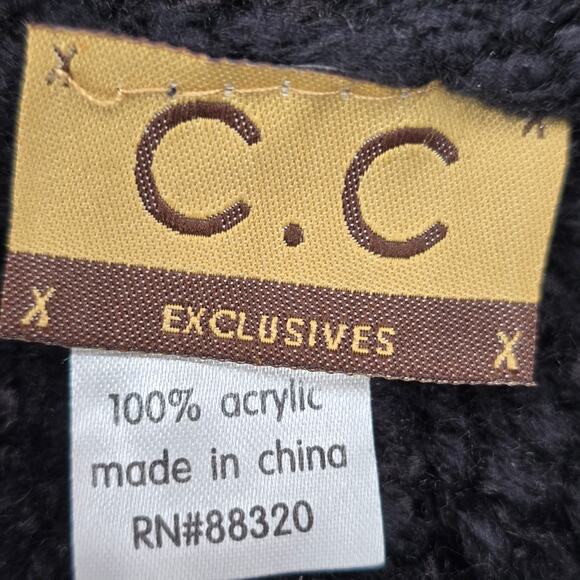 C.C
X EXCLUSIVES X
100% acrylic
made in china
RN#88320